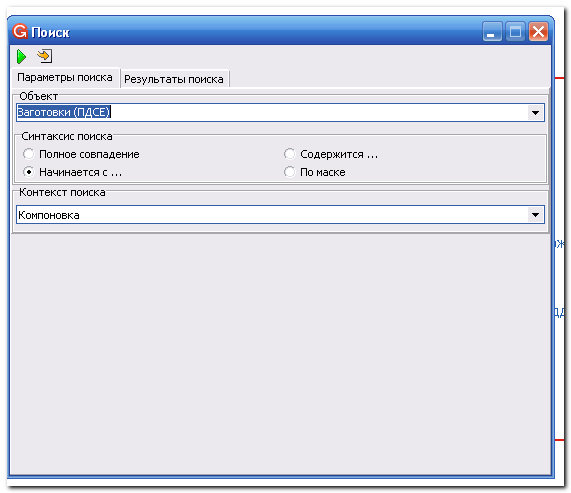 Поиск
Параметры поиска Результаты поиска
Объект
Заготовки (ПДСЕ)
Синтаксис поиска
Полное совпадение Содержится ...
Начинается с ... По маске
Контекст поиска
Компоновка